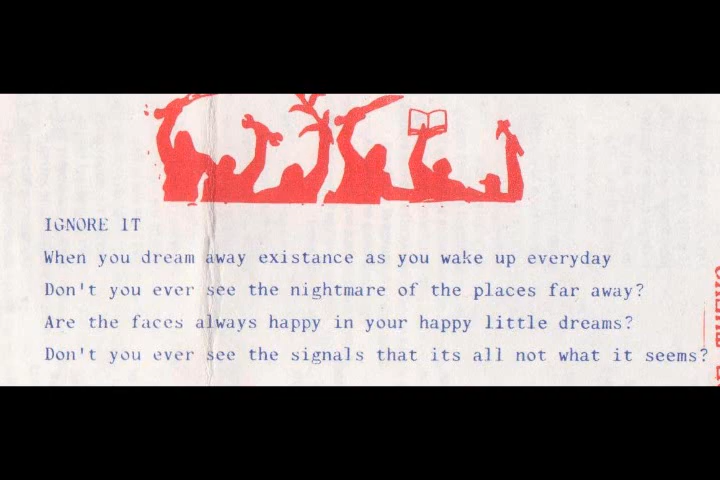 IGNORE IT
When you dream away existance as you wake up everyday
Don't you ever see the nightmare of the places far away?
Are the faces always happy in your happy little dreams?
Don't you ever see the signals that its all not what it seems?